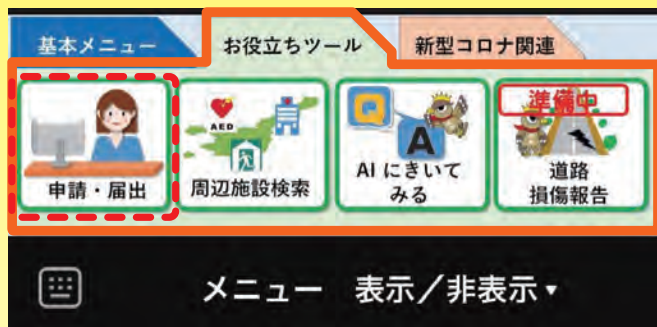 基本メニュー
お役立ちツール
新型コロナ関連
申請・届出
AED
周辺施設検索
Q
A
AI にきいて
みる
準備中
道路
損傷報告
メニュー 表示／非表示▼